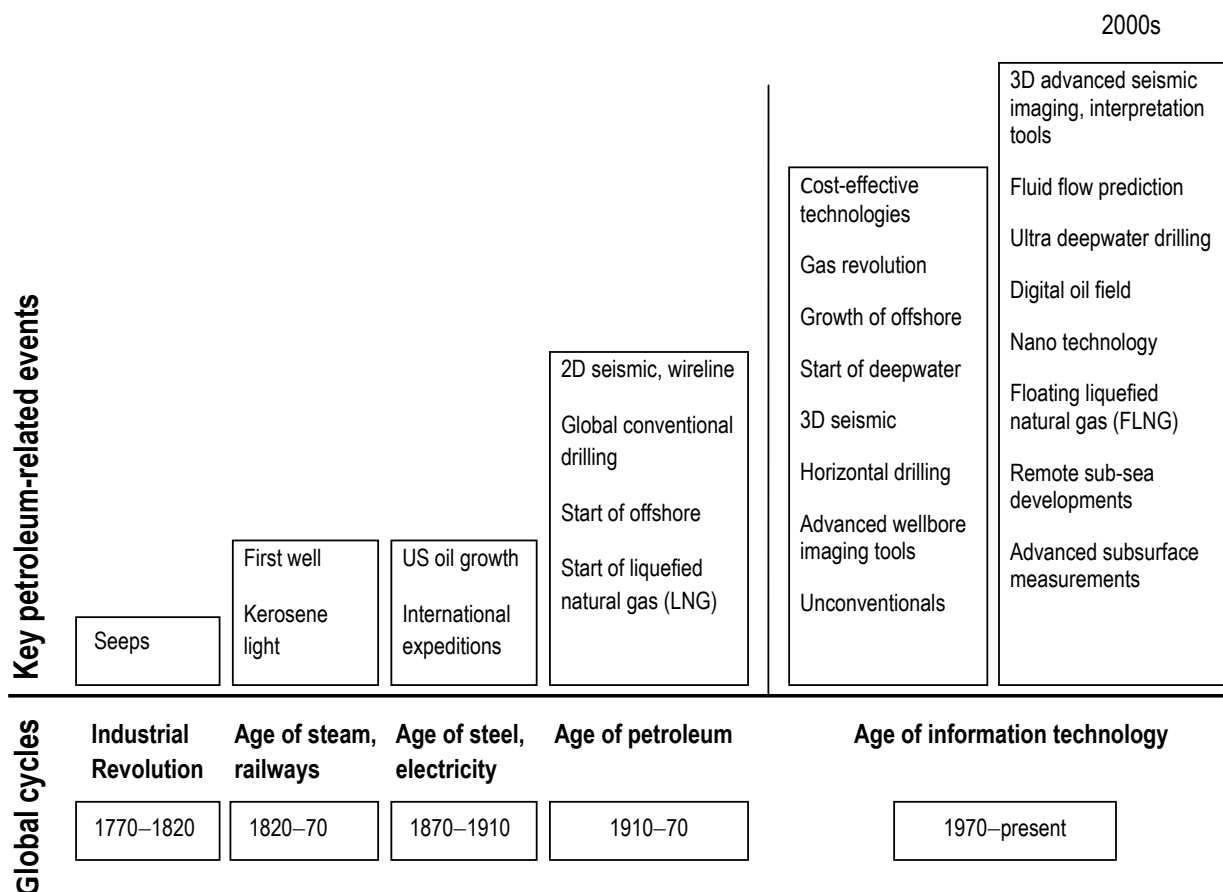 2000s
Key petroleum-related events
Seeps
First well
Kerosene
light
US oil growth
International
expeditions
2D seismic, wireline
Global conventional
drilling
Start of offshore
Start of liquefied
natural gas (LNG)
Cost-effective
technologies
Gas revolution
Growth of offshore
Start of deepwater
3D seismic
Horizontal drilling
Advanced wellbore
imaging tools
Unconventionals
3D advanced seismic
imaging, interpretation
tools
Fluid flow prediction
Ultra deepwater drilling
Digital oil field
Nano technology
Floating liquefied
natural gas (FLNG)
Remote sub-sea
developments
Advanced subsurface
measurements
Global cycles
Industrial
Revolution
1770–1820
Age of steam,
railways
1820–70
Age of steel,
electricity
1870–1910
Age of petroleum
1910–70
Age of information technology
1970–present